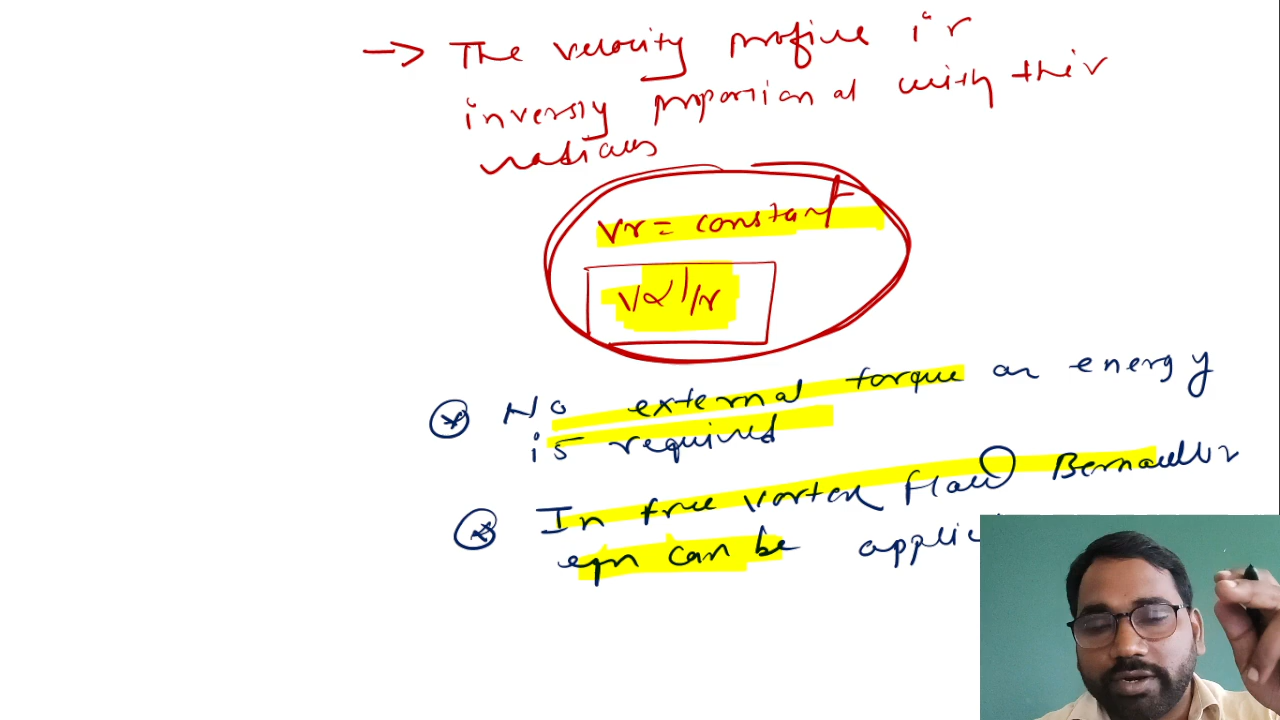 → The velocity profile is
inversly proportional with their
radius
vr = constant
V∝1/r
No external torque or energy
is required
In free vortex flow Bernoullis
eqn can be applic